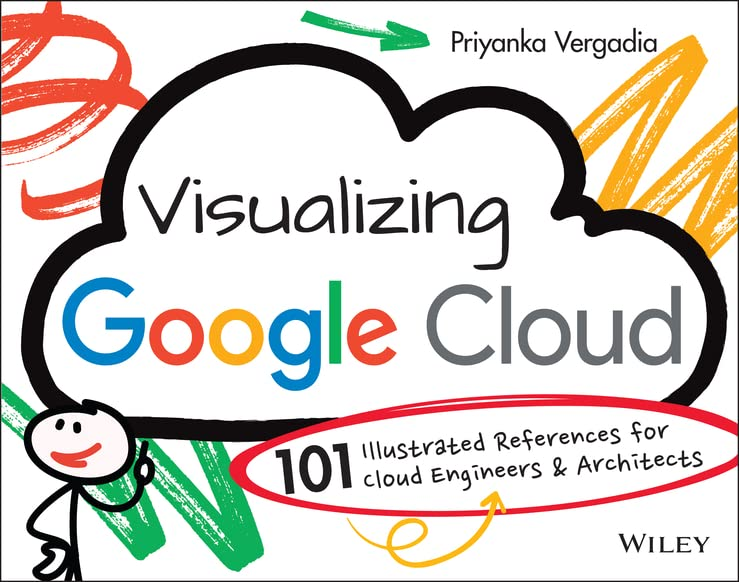 Priyanka Vergadia
Visualizing
Google Cloud
101 Illustrated References for
cloud Engineers & Architects
WILEY